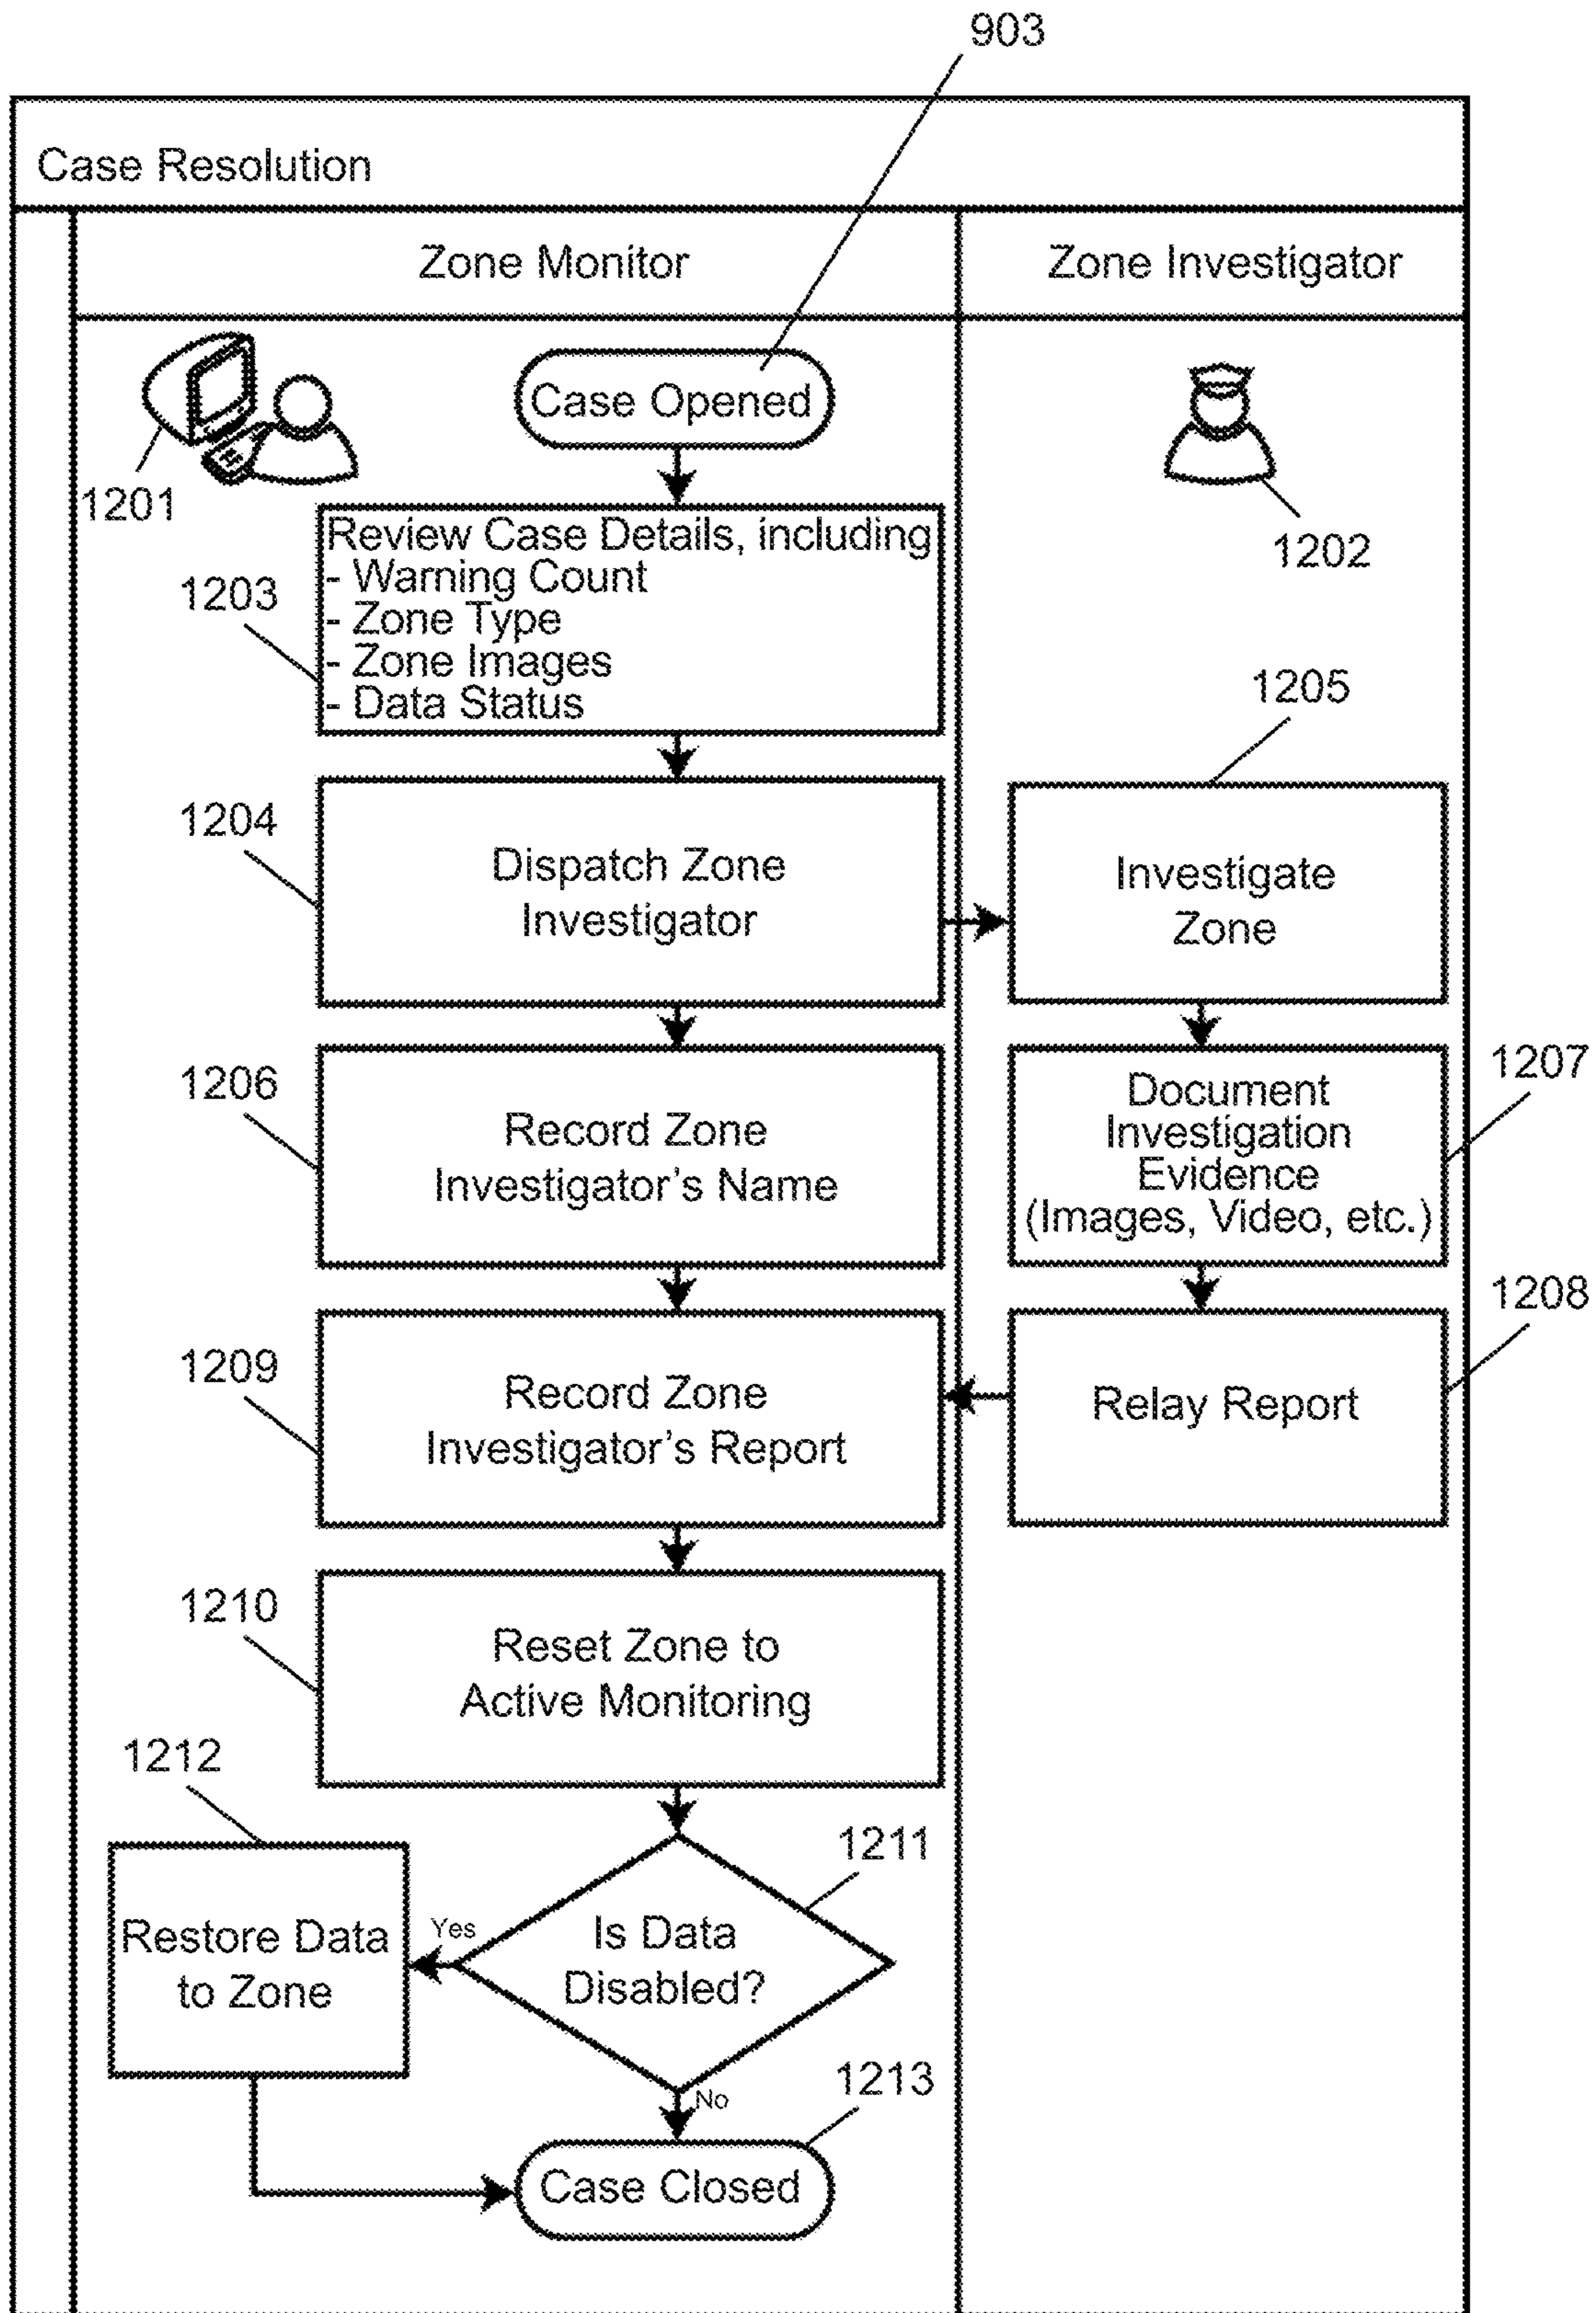 903
Case Resolution
Zone Monitor
Zone Investigator
Case Opened
1201
1202
Review Case Details, including
- Warning Count
- Zone Type
- Zone Images
- Data Status
1203
1204
Dispatch Zone
Investigator
1205
Investigate
Zone
1206
Record Zone
Investigator’s Name
1207
Document
Investigation
Evidence
(Images, Video, etc.)
1208
Relay Report
1209
Record Zone
Investigator’s Report
1210
Reset Zone to
Active Monitoring
1212
1211
Restore Data
to Zone
Yes
Is Data
Disabled?
No
1213
Case Closed